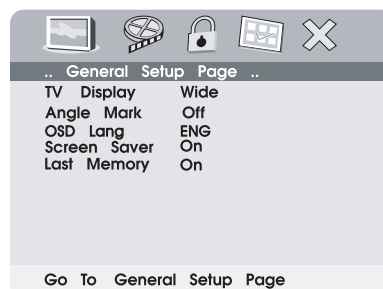 .. General Setup Page ..
TV Display Wide
Angle Mark Off
OSD Lang ENG
Screen Saver On
Last Memory On
Go To General Setup Page